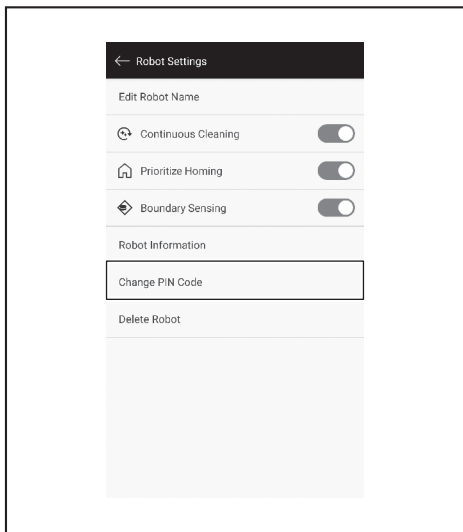 Robot Settings
Edit Robot Name
Continuous Cleaning
Prioritize Homing
Boundary Sensing
Robot Information
Change PIN Code
Delete Robot